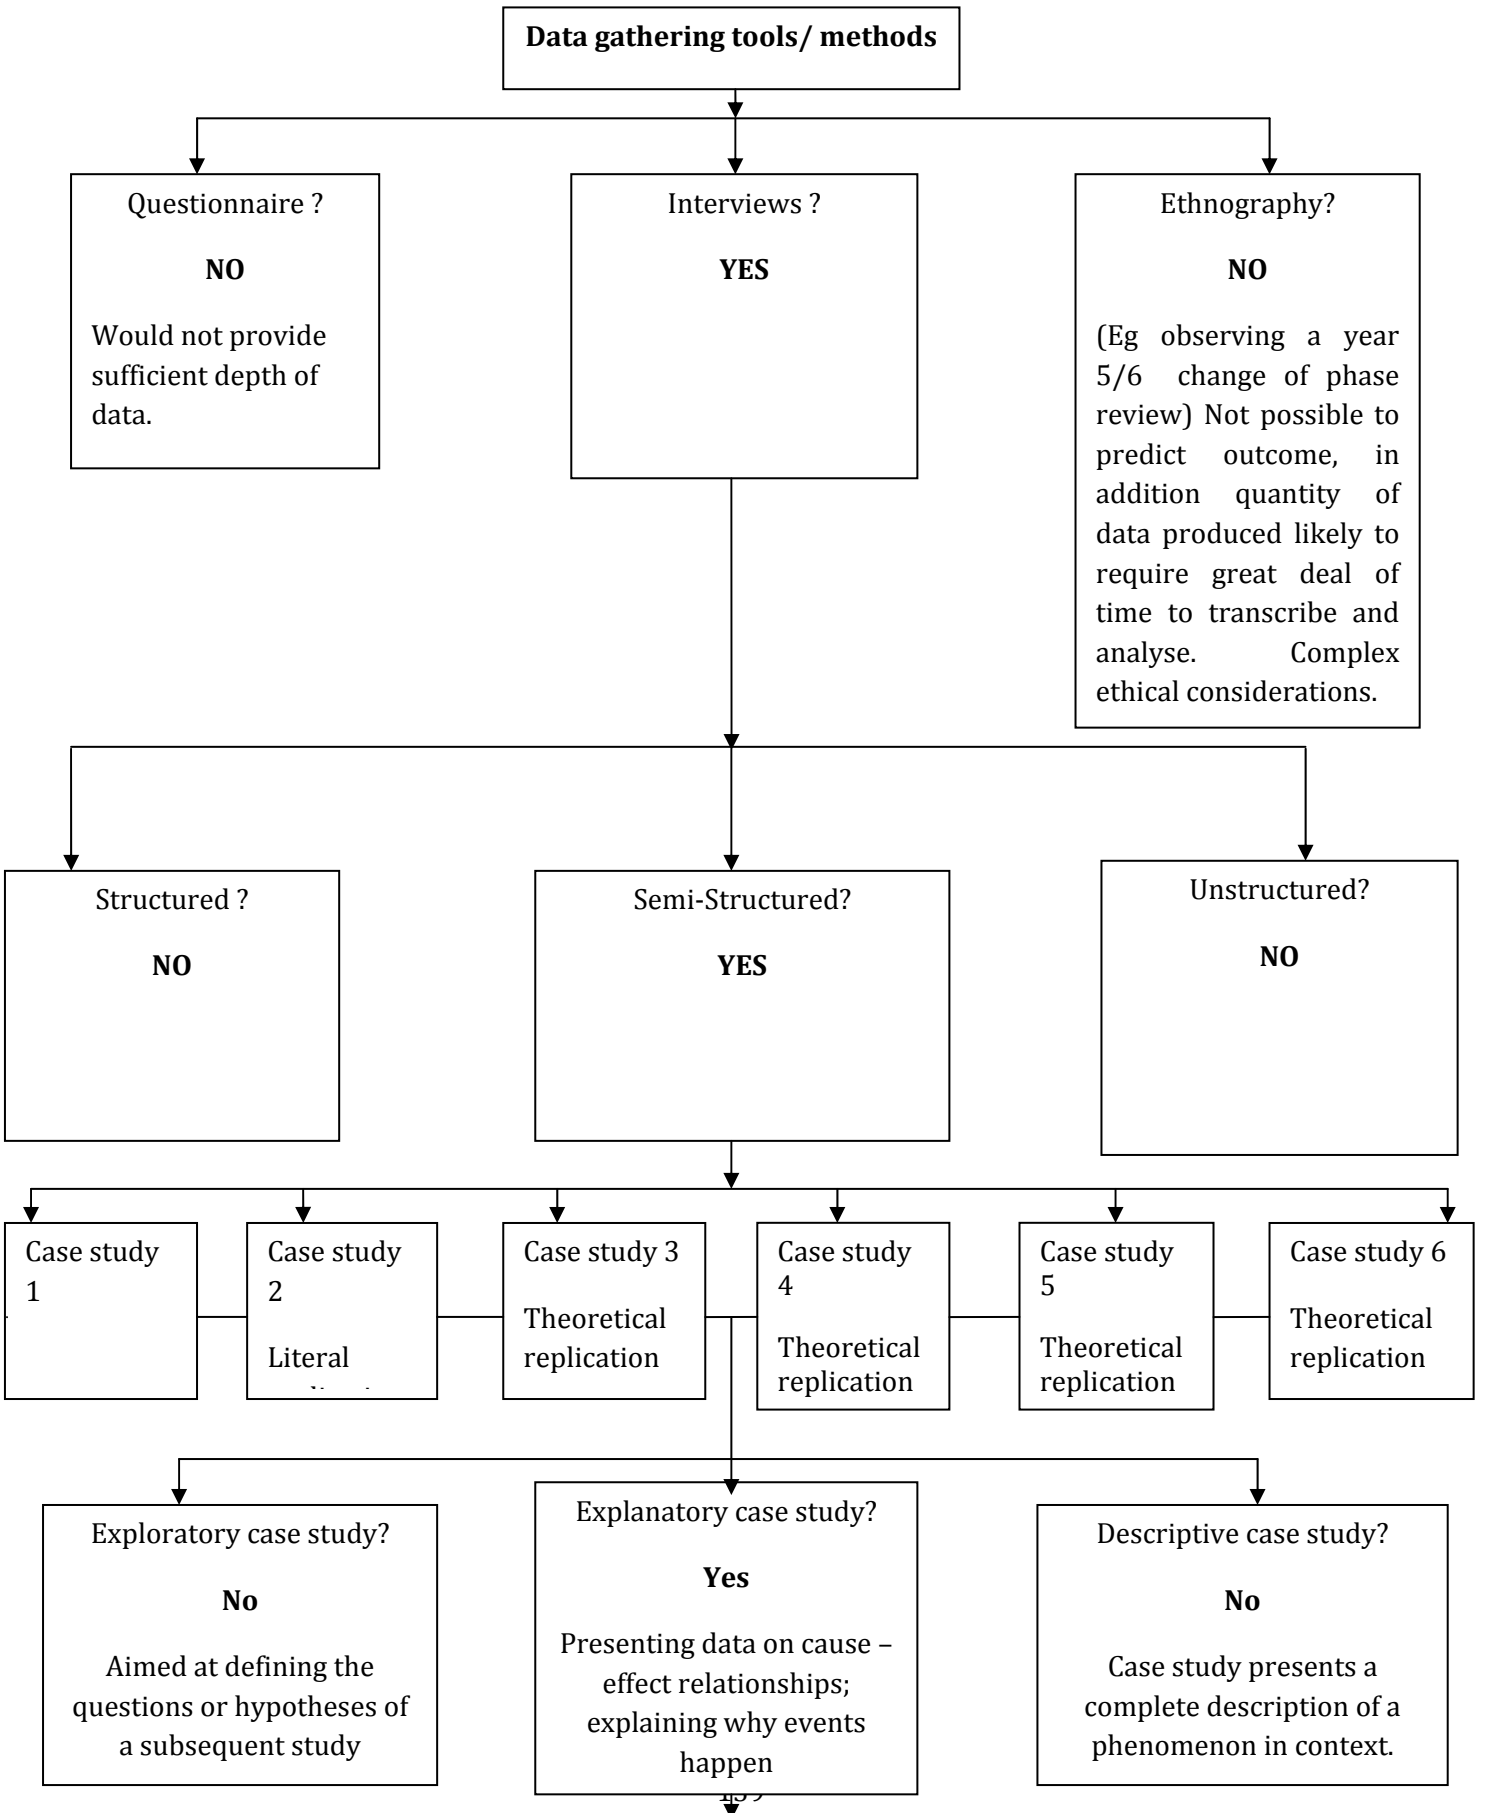 Data gathering tools/ methods
Questionnaire ?
NO
Would not provide
sufficient depth of
data.
Interviews ?
YES
Ethnography?
NO
(Eg observing a year
5/6 change of phase
review) Not possible to
predict outcome, in
addition quantity of
data produced likely to
require great deal of
time to transcribe and
analyse. Complex
ethical considerations.
Structured ?
NO
Semi-Structured?
YES
Unstructured?
NO
Case study
1
Case study
2
Literal
Case study 3
Theoretical
replication
Case study
4
Theoretical
replication
Case study
5
Theoretical
replication
Case study 6
Theoretical
replication
Exploratory case study?
No
Aimed at defining the
questions or hypotheses of
a subsequent study
Explanatory case study?
Yes
Presenting data on cause –
effect relationships;
explaining why events
happen
Descriptive case study?
No
Case study presents a
complete description of a
phenomenon in context.